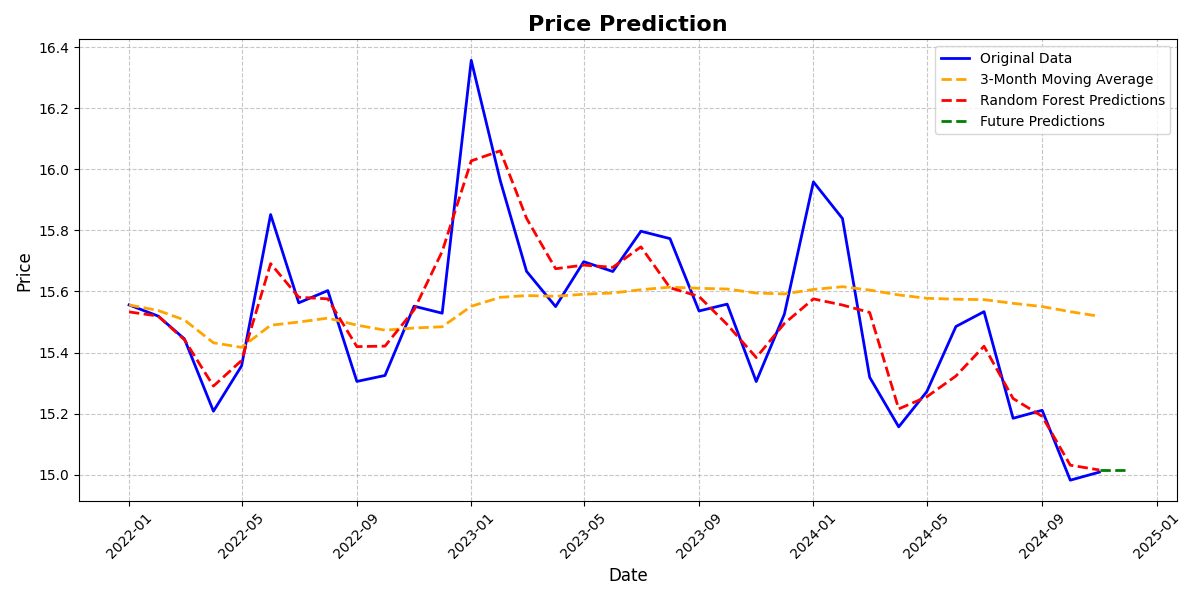 Price Prediction
16.4
16.2
16.0
15.8
15.6
15.4
15.2
15.0
Price
Original Data
3-Month Moving Average
Random Forest Predictions
Future Predictions
2022-01
2022-05
2022-09
2023-01
2023-05
2023-09
2024-01
2024-05
2024-09
2025-01
Date